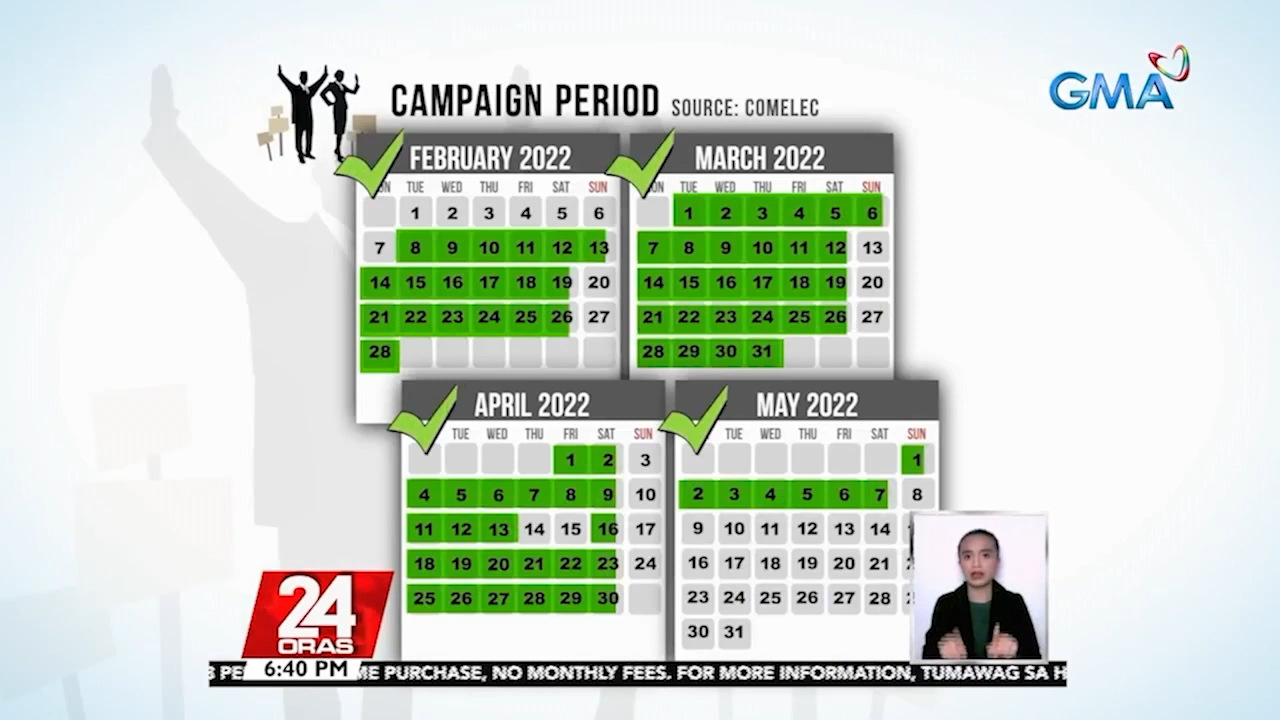 CAMPAIGN PERIOD SOURCE: COMELEC
GMA
FEBRUARY 2022
TUE WED THU FRI SAT SUN
1 2 3 4 5 6
7 8 9 10 11 12 13
14 15 16 17 18 19 20
21 22 23 24 25 26 27
28
MARCH 2022
TUE WED THU FRI SAT SUN
1 2 3 4 5 6
7 8 9 10 11 12 13
14 15 16 17 18 19 20
21 22 23 24 25 26 27
28 29 30 31
APRIL 2022
TUE WED THU FRI SAT SUN
1 2 3
4 5 6 7 8 9 10
11 12 13 14 15 16 17
18 19 20 21 22 23 24
25 26 27 28 29 30
MAY 2022
TUE WED THU FRI SAT SUN
1
2 3 4 5 6 7 8
9 10 11 12 13 14
16 17 18 19 20 21
23 24 25 26 27 28
30 31
24
ORAS
6:40 PM
ME PURCHASE, NO MONTHLY FEES. FOR MORE INFORMATION, TUMAWAG SA H